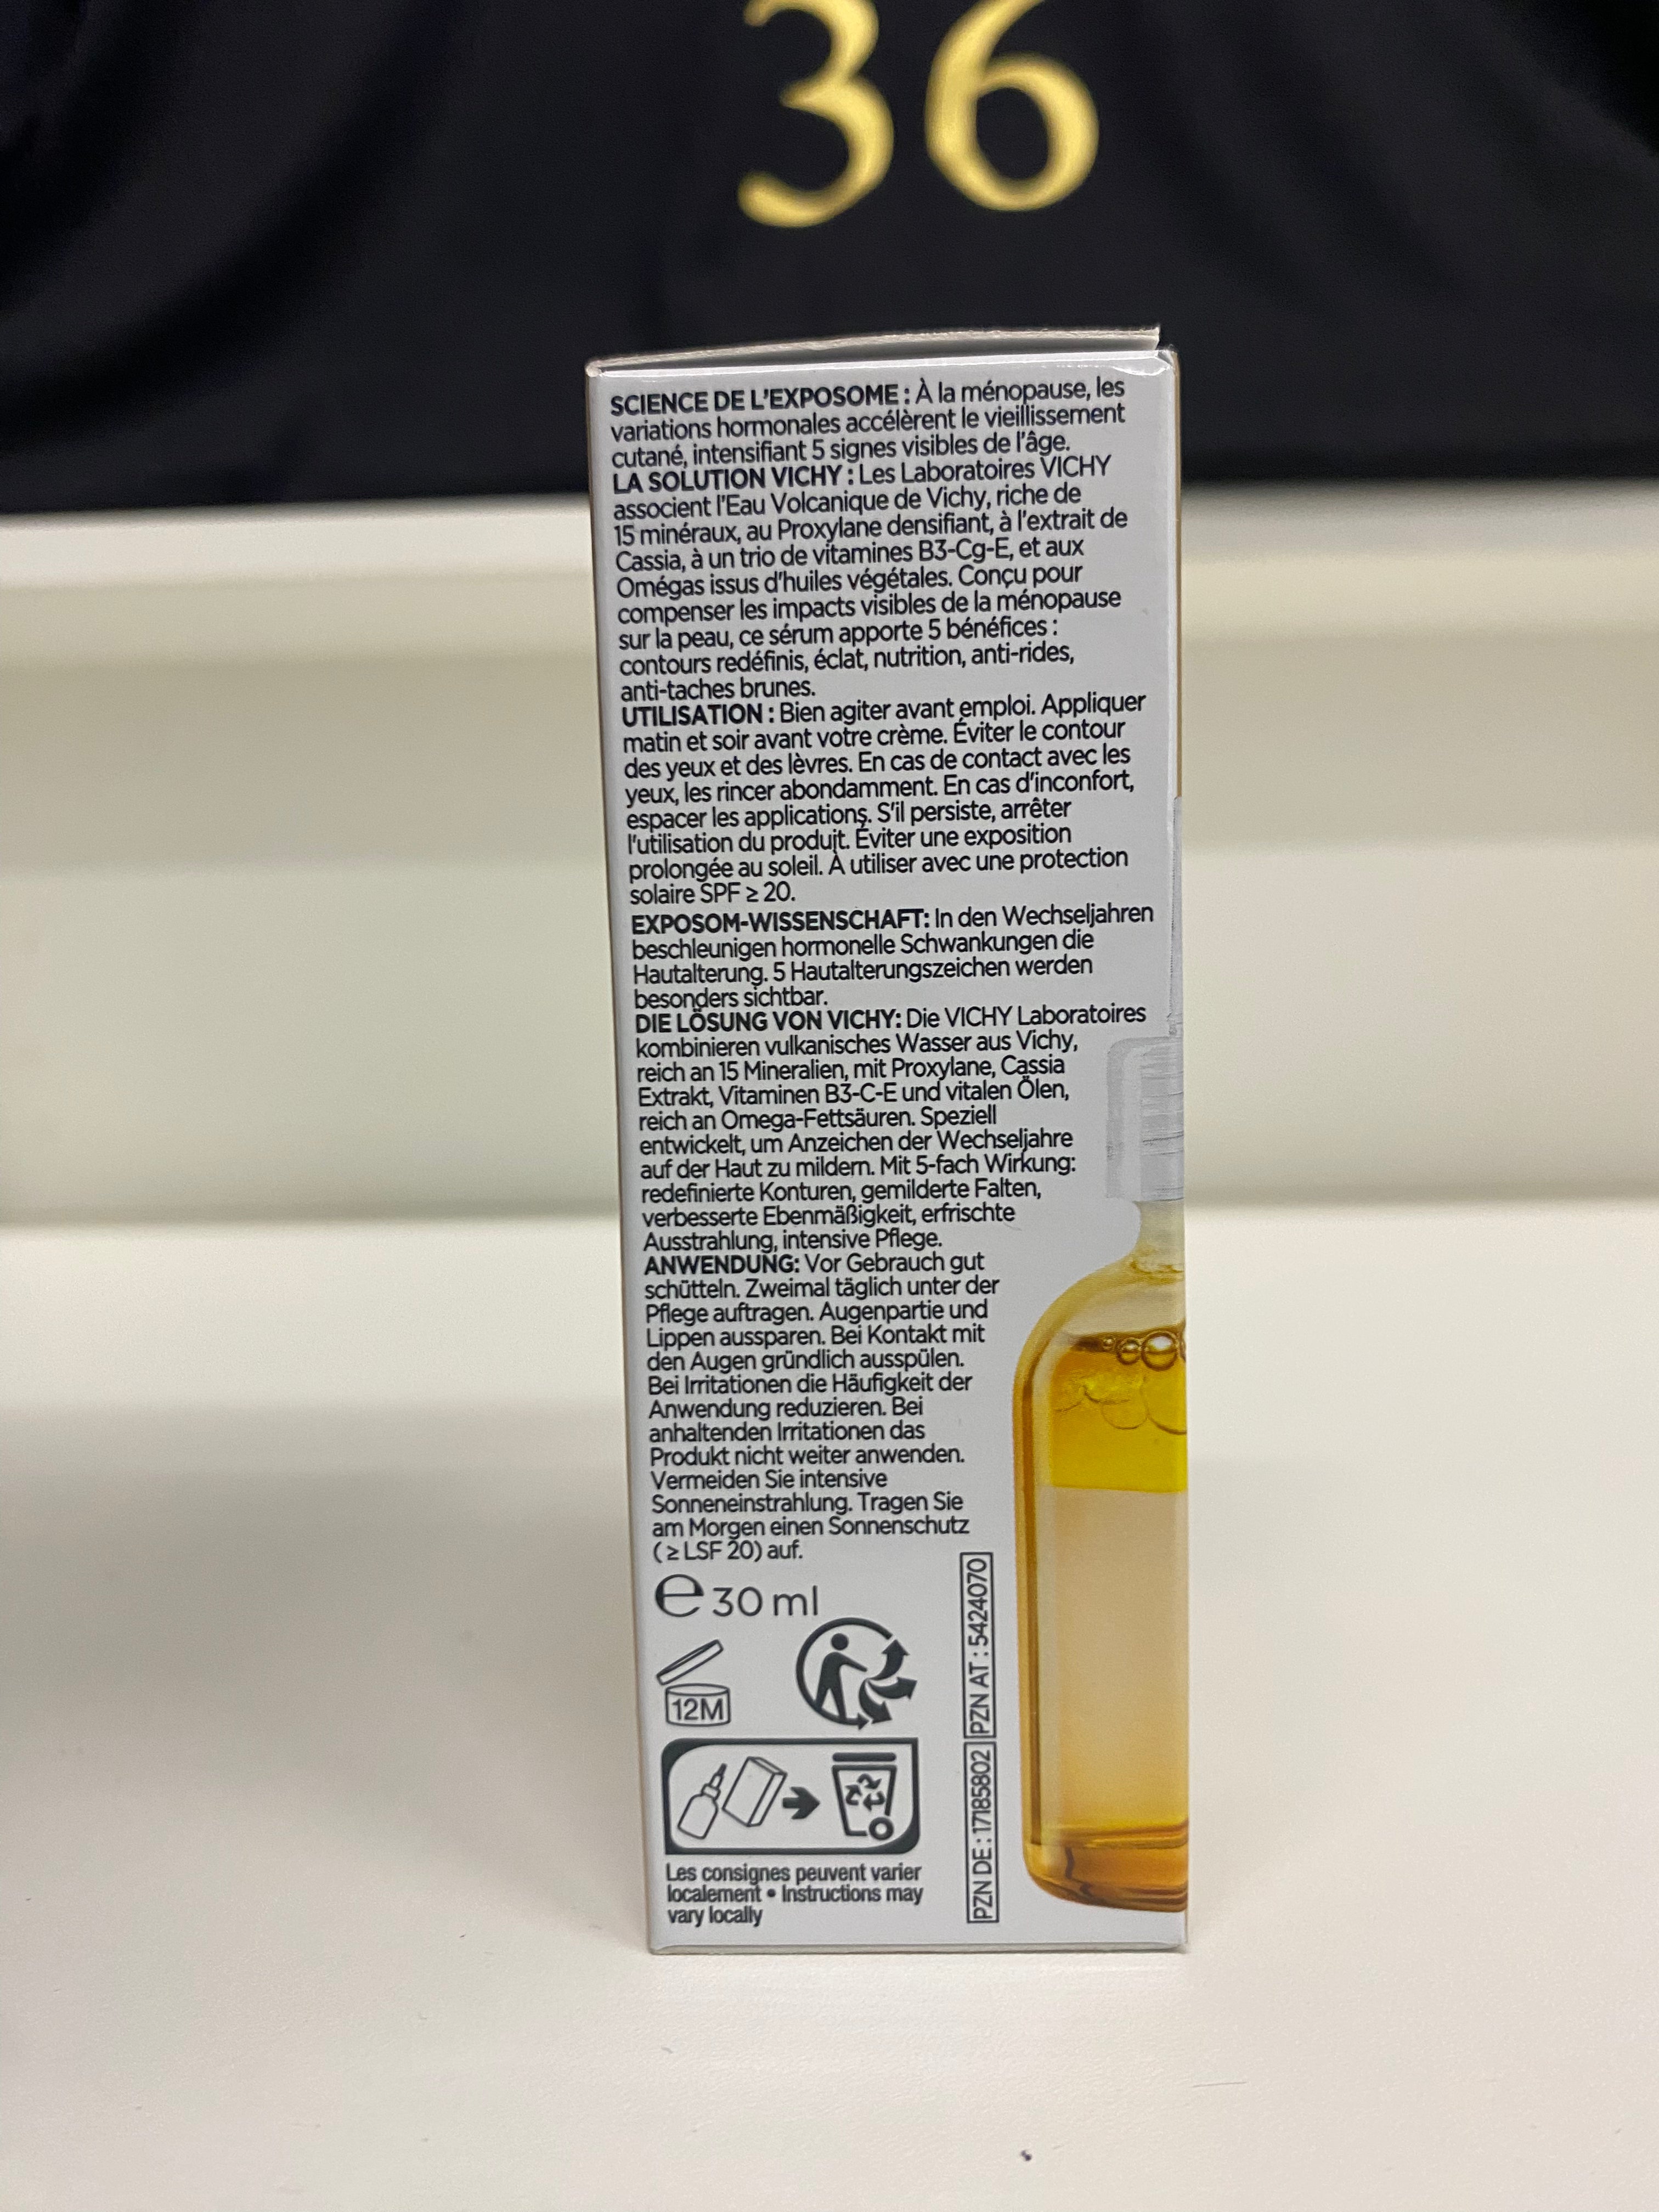 36
SCIENCE DE L'EXPOSOME : À la ménopause, les
variations hormonales accélèrent le vieillissement
cutané, intensifiant 5 signes visibles de l'âge.
LA SOLUTION VICHY : Les Laboratoires VICHY
associent l'Eau Volcanique de Vichy, riche de
15 minéraux, au Proxylane densifiant, à l'extrait de
Cassia, à un trio de vitamines B3-Cg-E, et aux
Omégas issus d'huiles végétales. Conçu pour
compenser les impacts visibles de la ménopause
sur la peau, ce sérum apporte 5 bénéfices :
contours redéfinis, éclat, nutrition, anti-rides,
anti-taches brunes.
UTILISATION : Bien agiter avant emploi. Appliquer
matin et soir avant votre crème. Éviter le contour
des yeux et des lèvres. En cas de contact avec les
yeux, les rincer abondamment. En cas d'inconfort,
espacer les applications. S'il persiste, arrêter
l'utilisation du produit. Éviter une exposition
prolongée au soleil. À utiliser avec une protection
solaire SPF ≥ 20.
EXPOSOM-WISSENSCHAFT: In den Wechseljahren
beschleunigen hormonelle Schwankungen die
Hautalterung. 5 Hautalterungszeichen werden
besonders sichtbar.
DIE LÖSUNG VON VICHY: Die VICHY Laboratoires
kombinieren vulkanisches Wasser aus Vichy,
reich an 15 Mineralien, mit Proxylane, Cassia
Extrakt, Vitaminen B3-C-E und vitalen Ölen,
reich an Omega-Fettsäuren. Speziell
entwickelt, um Anzeichen der Wechseljahre
auf der Haut zu mildern. Mit 5-fach Wirkung:
redefinierte Konturen, gemilderte Falten,
verbesserte Ebenmäßigkeit, erfrischte
Ausstrahlung, intensive Pflege.
ANWENDUNG: Vor Gebrauch gut
schütteln. Zweimal täglich unter der
Pflege auftragen. Augenpartie und
Lippen aussparen. Bei Kontakt mit
den Augen gründlich ausspülen.
Bei Irritationen die Häufigkeit der
Anwendung reduzieren. Bei
anhaltenden Irritationen das
Produkt nicht weiter anwenden.
Vermeiden Sie intensive
Sonneneinstrahlung. Tragen Sie
am Morgen einen Sonnenschutz
(≥ LSF 20) auf.
℮ 30 ml
12M
PZN DE : 17185802 PZN AT : 5424070
Les consignes peuvent varier
localement • Instructions may
vary locally